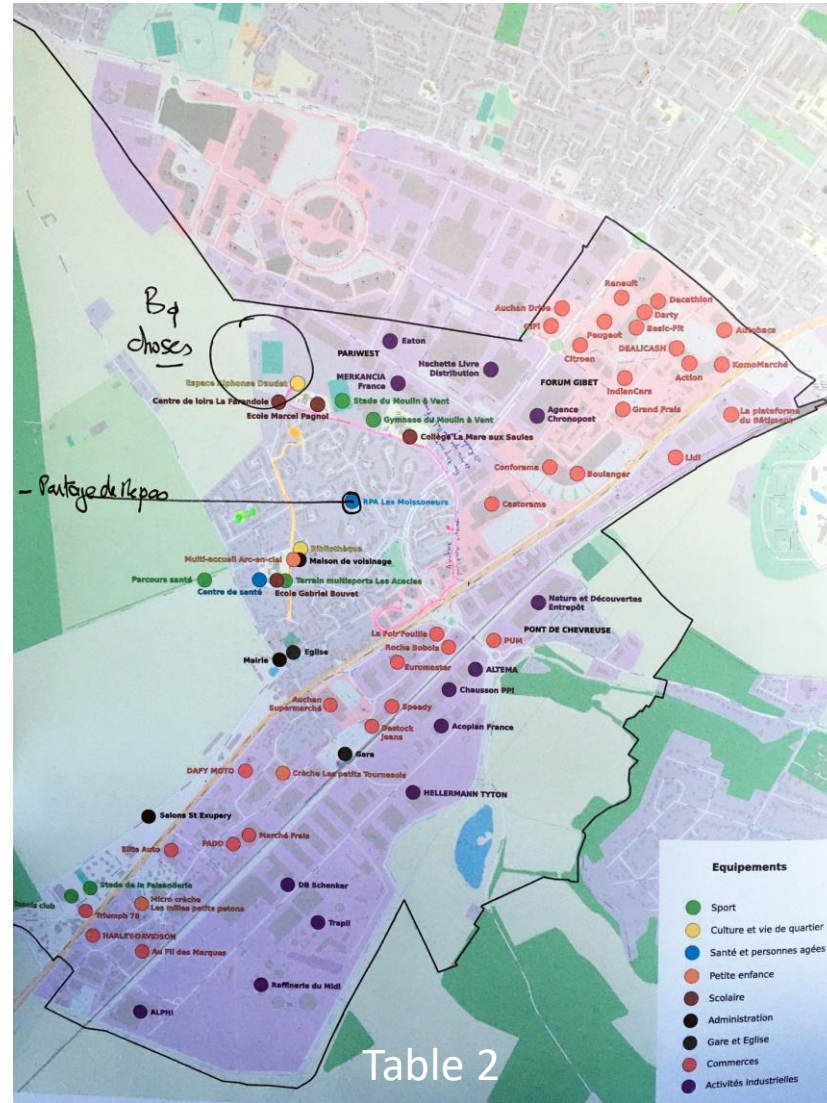 Bq
choses
Renault
Decathlon
Auchan Drive
Darty
GIFI
Peugeot
Basic-Fit
Autobacs
Eaton
Citroen
DEALICASH
PARIWEST
Hachette Livre
Distribution
Action
KomoMarché
Espace Alphonse Daudet
MERKANCIA
France
FORUM GIBET
IndianCars
Centre de loirs La Farandole
Stade du Moulin à Vent
Ecole Marcel Pagnol
Gymnase du Moulin à Vent
Agence
Chronopost
Grand Frais
La plateforme
du Bâtiment
Collège La Mare aux Saules
Conforama
Boulanger
Lidl
- Partage de Repas
RPA Les Moissoneurs
Castorama
Bibliothèque
Multi-accueil Arc-en-ciel
Maison de voisinage
Parcours santé
Terrain multisports Les Acacias
Centre de santé
Ecole Gabriel Bouvet
Nature et Découvertes
Entrepôt
La Foir'Fouille
PONT DE CHEVREUSE
Roche Bobois
PUM
Eglise
Mairie
Euromaster
ALTEMA
Chausson PPI
Auchan
Supermarché
Speedy
Destock
Jeans
Acoplan France
Gare
DAFY MOTO
Crèche Les petits Tournesols
HELLERMANN TYTON
Salons St Exupery
Marché Frais
PADD
Elite Auto
Stade de la Faisanderie
DB Schenker
Tennis club
Micro crèche
Les milles petits petons
Triumph 78
Trapil
HARLEY-DAVIDSON
Au Fil des Marques
Raffinerie du Midi
ALPHI
Equipements
Sport
Culture et vie de quartier
Santé et personnes agées
Petite enfance
Scolaire
Administration
Gare et Eglise
Commerces
Activités industrielles
Table 2